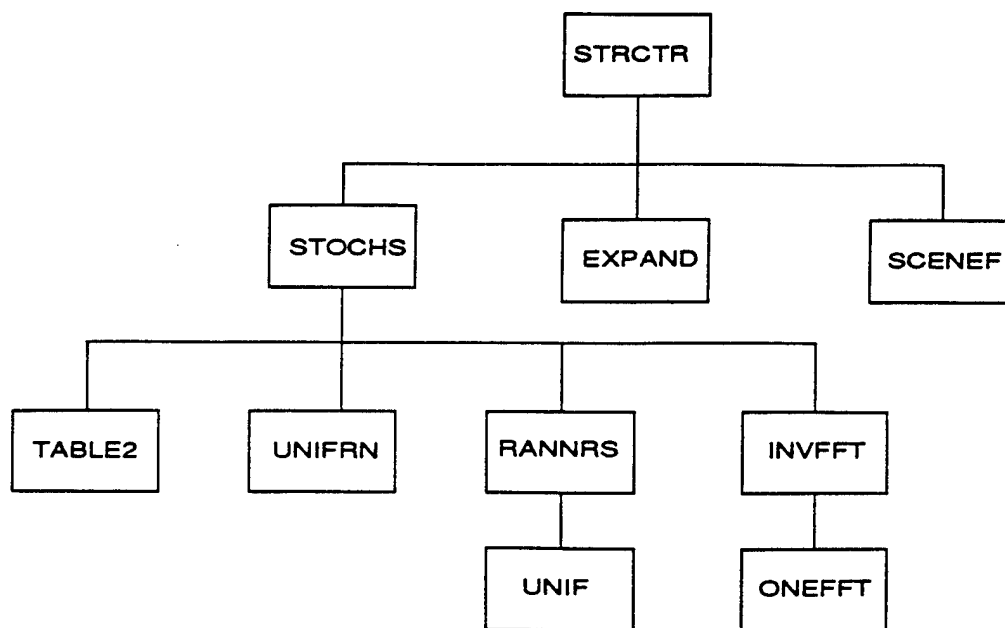 STRCTR
STOCHS
EXPAND
SCENEF
TABLE2
UNIFRN
RANNRS
INVFFT
UNIF
ONEFFT